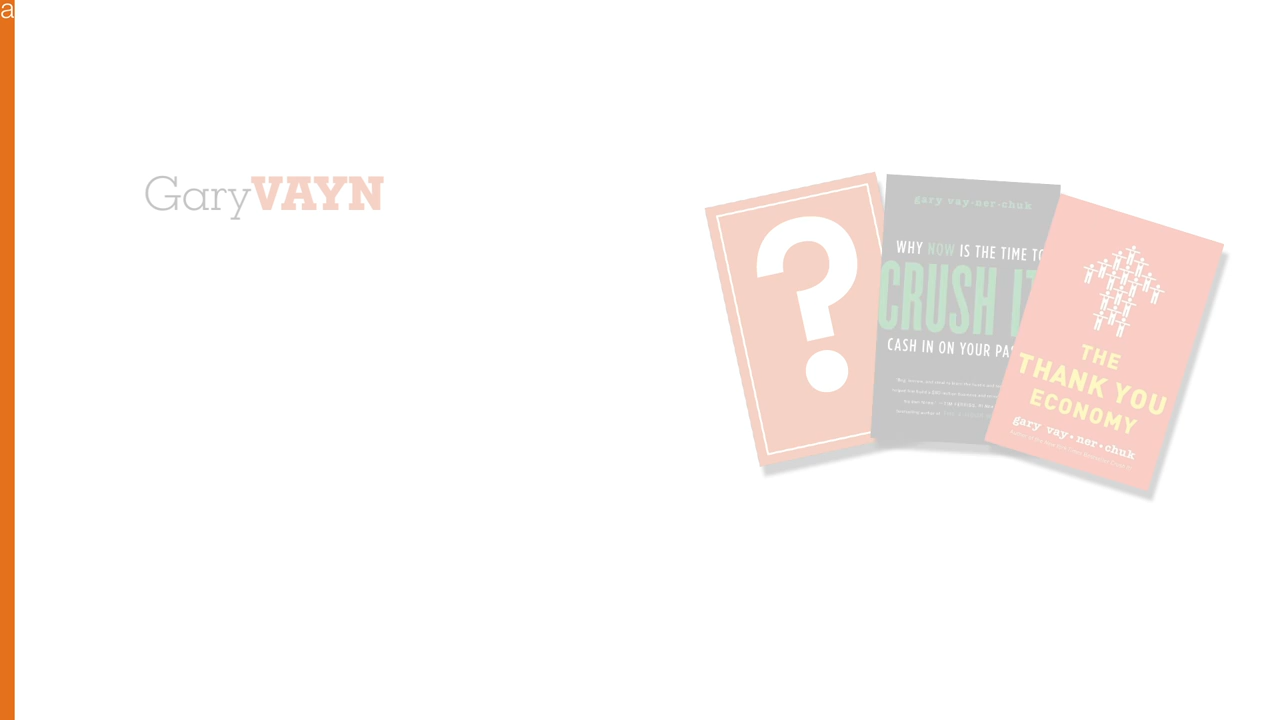 a
GaryVAYN
gary vay•ner•chuk
WHY NOW IS THE TIME TO
CRUSH IT
CASH IN ON YOUR PA
?
THE
THANK YOU
ECONOMY
gary vay•ner•chuk